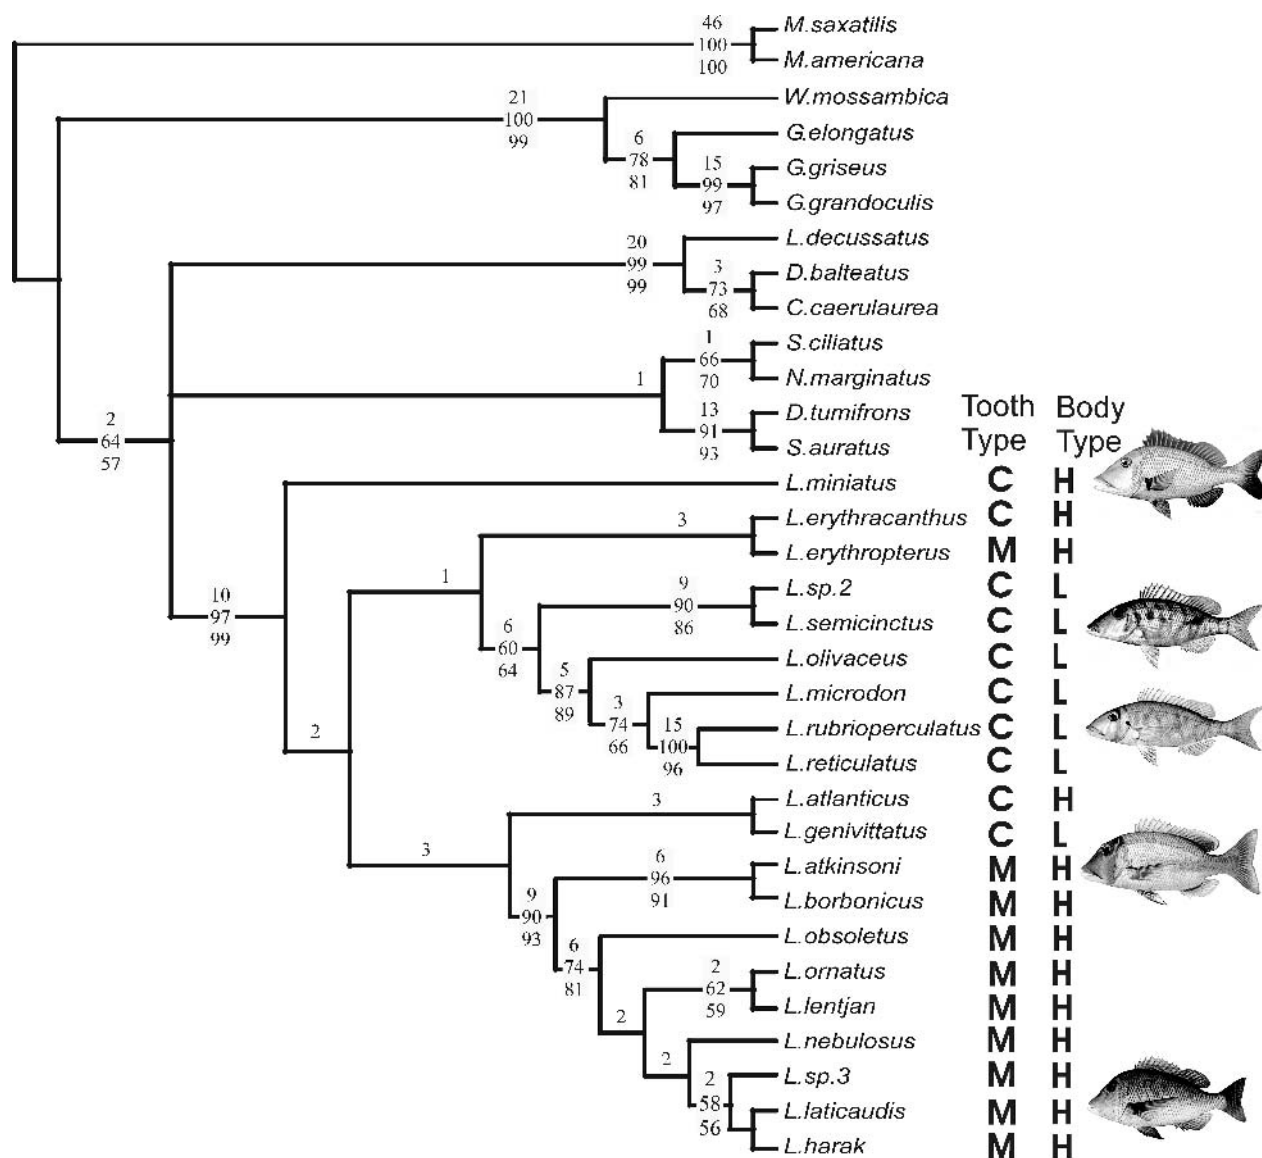 46
100
100
M.saxatilis
M.americana
21
100
99
W.mossambica
6
78
81
G.elongatus
15
99
97
G.griseus
G.grandoculis
20
99
99
L.decussatus
3
73
68
D.balteatus
C.caerulaurea
1
1
66
70
S.ciliatus
N.marginatus
13
91
93
D.tumifrons
S.auratus
2
64
57
Tooth Body
Type Type
10
97
99
L.miniatus C H
3
L.erythracanthus C H
L.erythropterus M H
1
9
90
86
L.sp.2 C L
L.semicinctus C L
6
60
64
5
87
89
L.olivaceus C L
3
74
66
L.microdon C L
15
100
96
L.rubrioperculatus C L
L.reticulatus C L
2
3
3
L.atlanticus C H
L.genivittatus C L
6
96
91
L.atkinsoni M H
L.borbonicus M H
9
90
93
6
74
81
L.obsoletus M H
2
2
62
59
L.ornatus M H
L.lentjan M H
2
L.nebulosus M H
2
58
56
L.sp.3 M H
L.laticaudis M H
L.harak M H